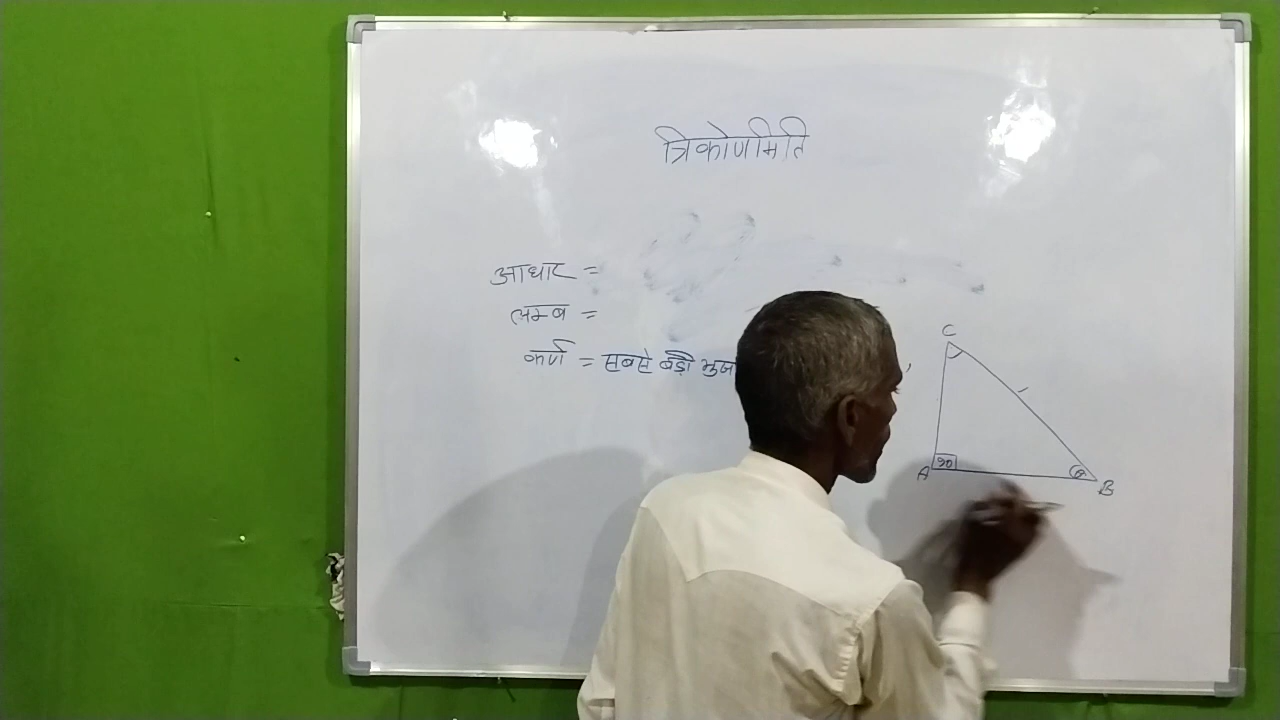 त्रिकोणमिति
आधार =
लम्ब =
कर्ण = सबसे बड़ी भुजा
C
90
A
θ
B